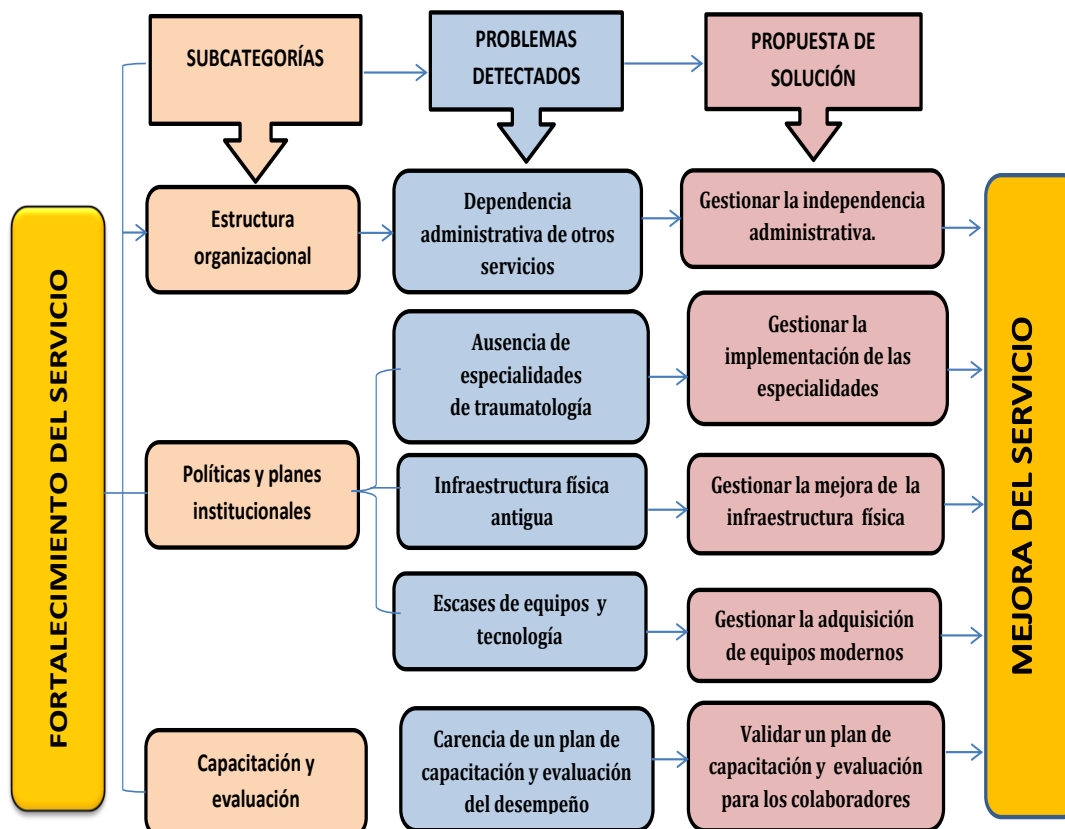 FORTALECIMIENTO DEL SERVICIO
SUBCATEGORÍAS
PROBLEMAS
DETECTADOS
PROPUESTA DE
SOLUCIÓN
Estructura
organizacional
Dependencia
administrativa de otros
servicios
Gestionar la independencia
administrativa.
Políticas y planes
institucionales
Ausencia de
especialidades
de traumatología
Gestionar la
implementación de las
especialidades
Infraestructura física
antigua
Gestionar la mejora de la
infraestructura física
Escases de equipos y
tecnología
Gestionar la adquisición
de equipos modernos
Capacitación y
evaluación
Carencia de un plan de
capacitación y evaluación
del desempeño
Validar un plan de
capacitación y evaluación
para los colaboradores
MEJORA DEL SERVICIO